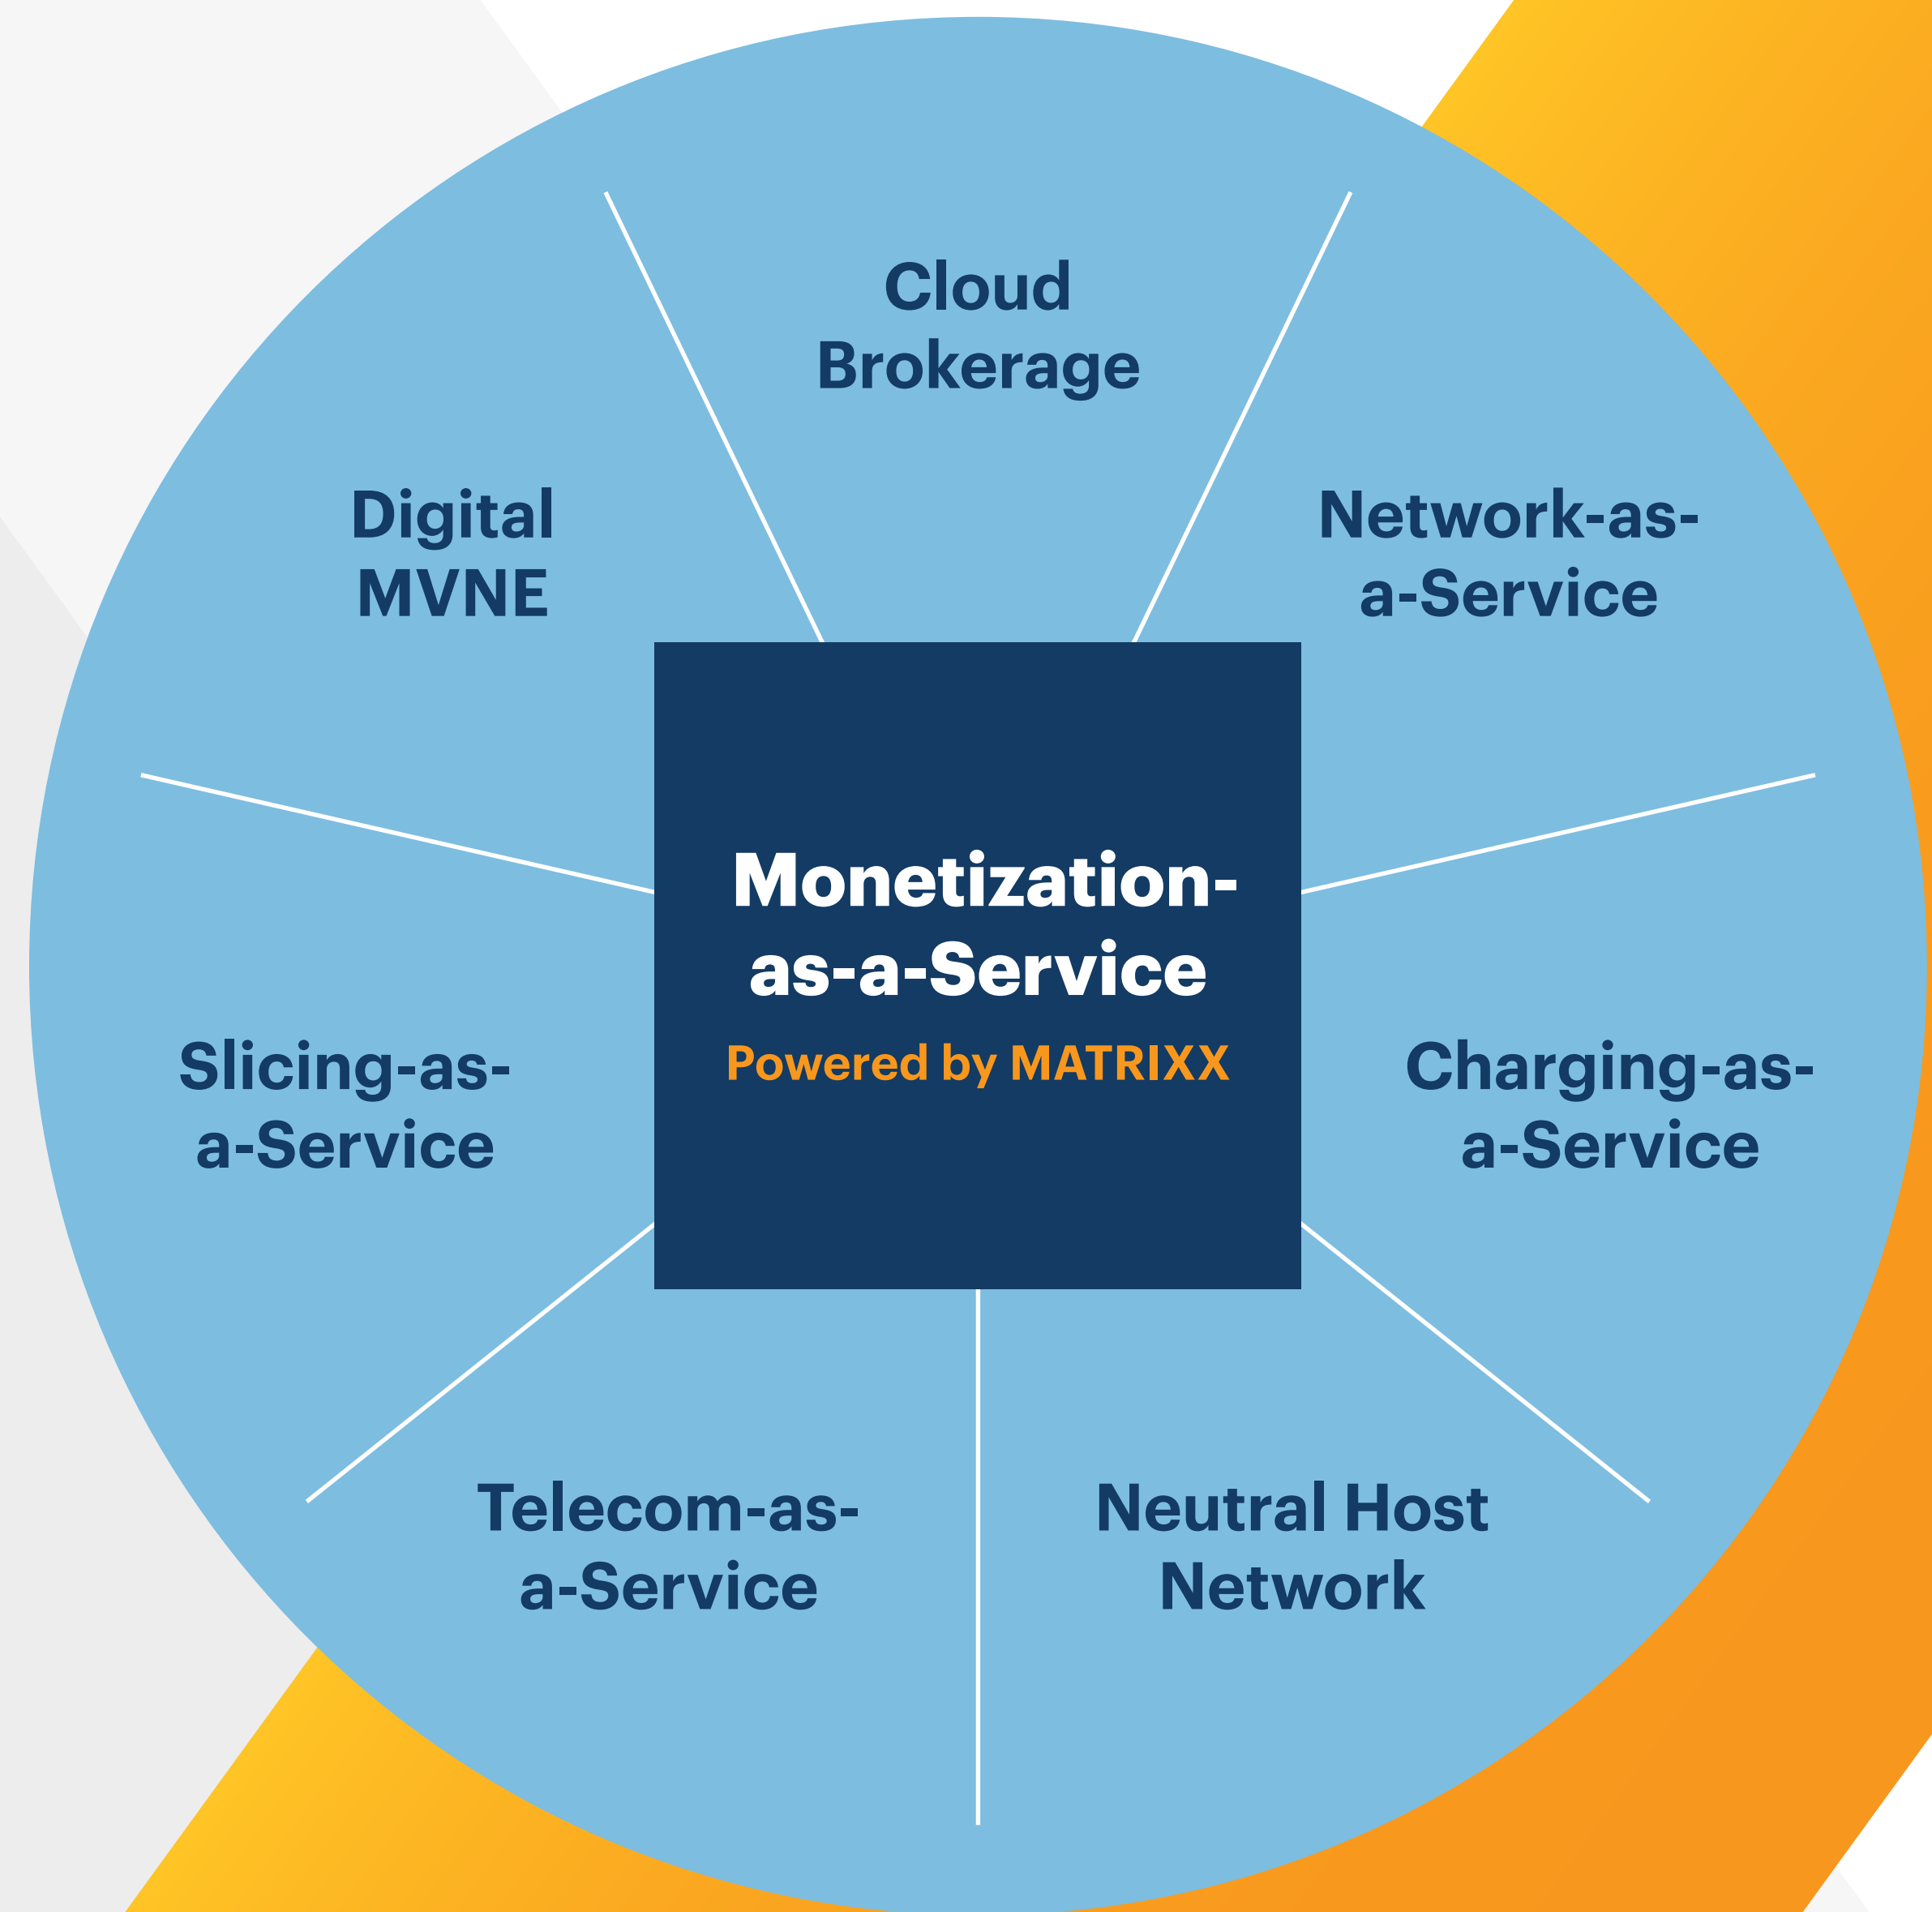 Cloud
Brokerage
Digital
MVNE
Network-as-
a-Service
Monetization-
as-a-Service
Powered by MATRIXX
Slicing-as-
a-Service
Charging-as-
a-Service
Telecom-as-
a-Service
Neutral Host
Network